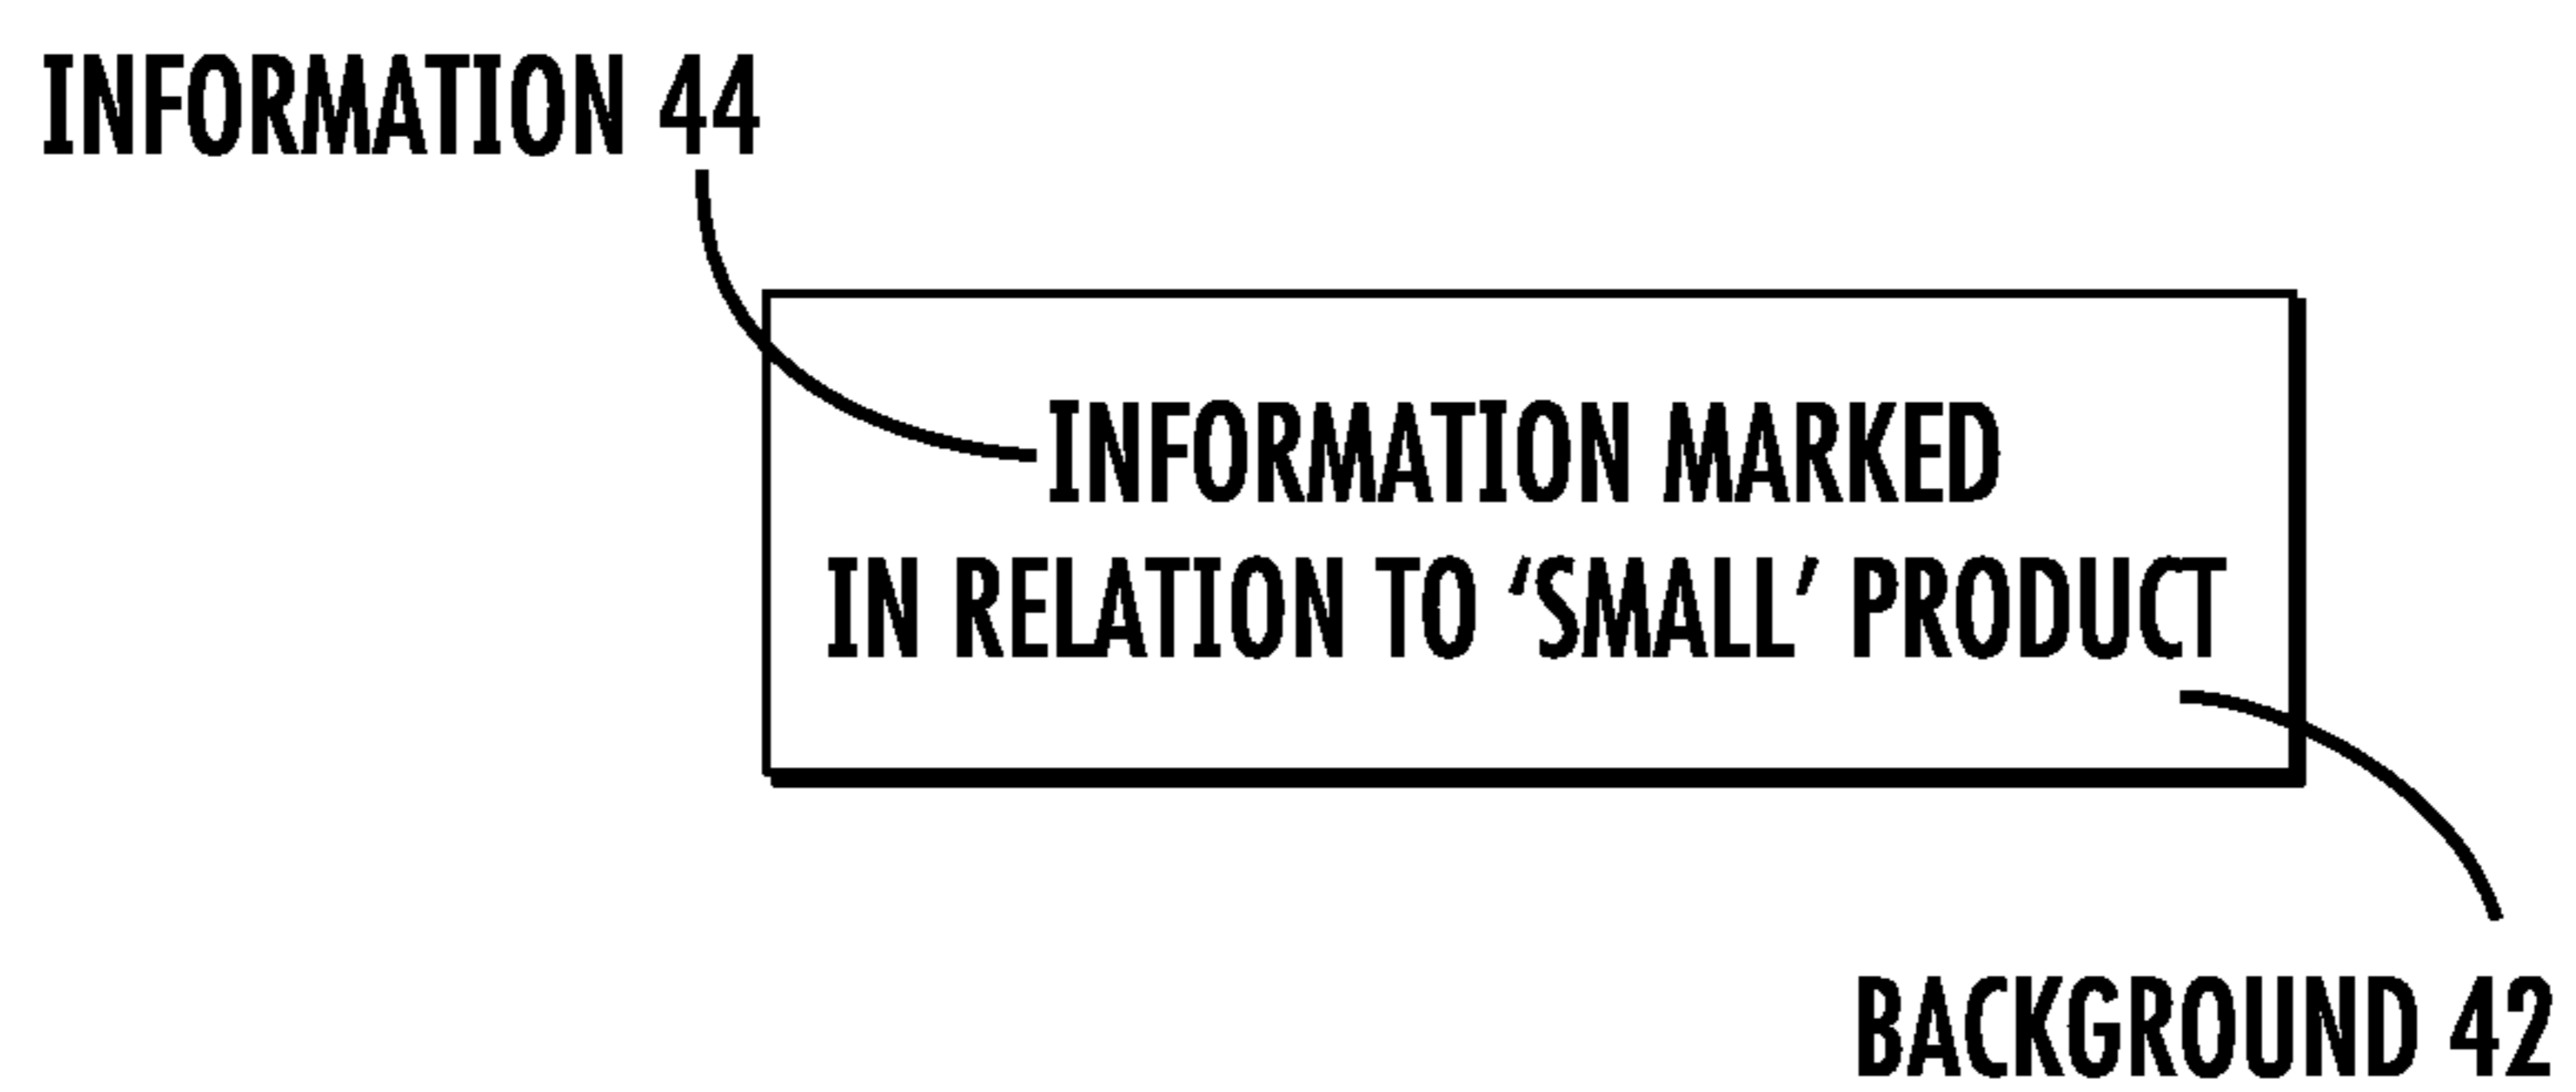 INFORMATION 44
INFORMATION MARKED
IN RELATION TO ‘SMALL’ PRODUCT
BACKGROUND 42